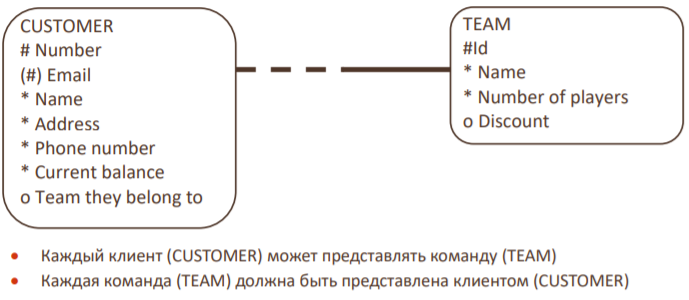 CUSTOMER
# Number
(#) Email
* Name
* Address
* Phone number
* Current balance
o Team they belong to
TEAM
#Id
* Name
* Number of players
o Discount
• Каждый клиент (CUSTOMER) может представлять команду (TEAM)
• Каждая команда (TEAM) должна быть представлена клиентом (CUSTOMER)